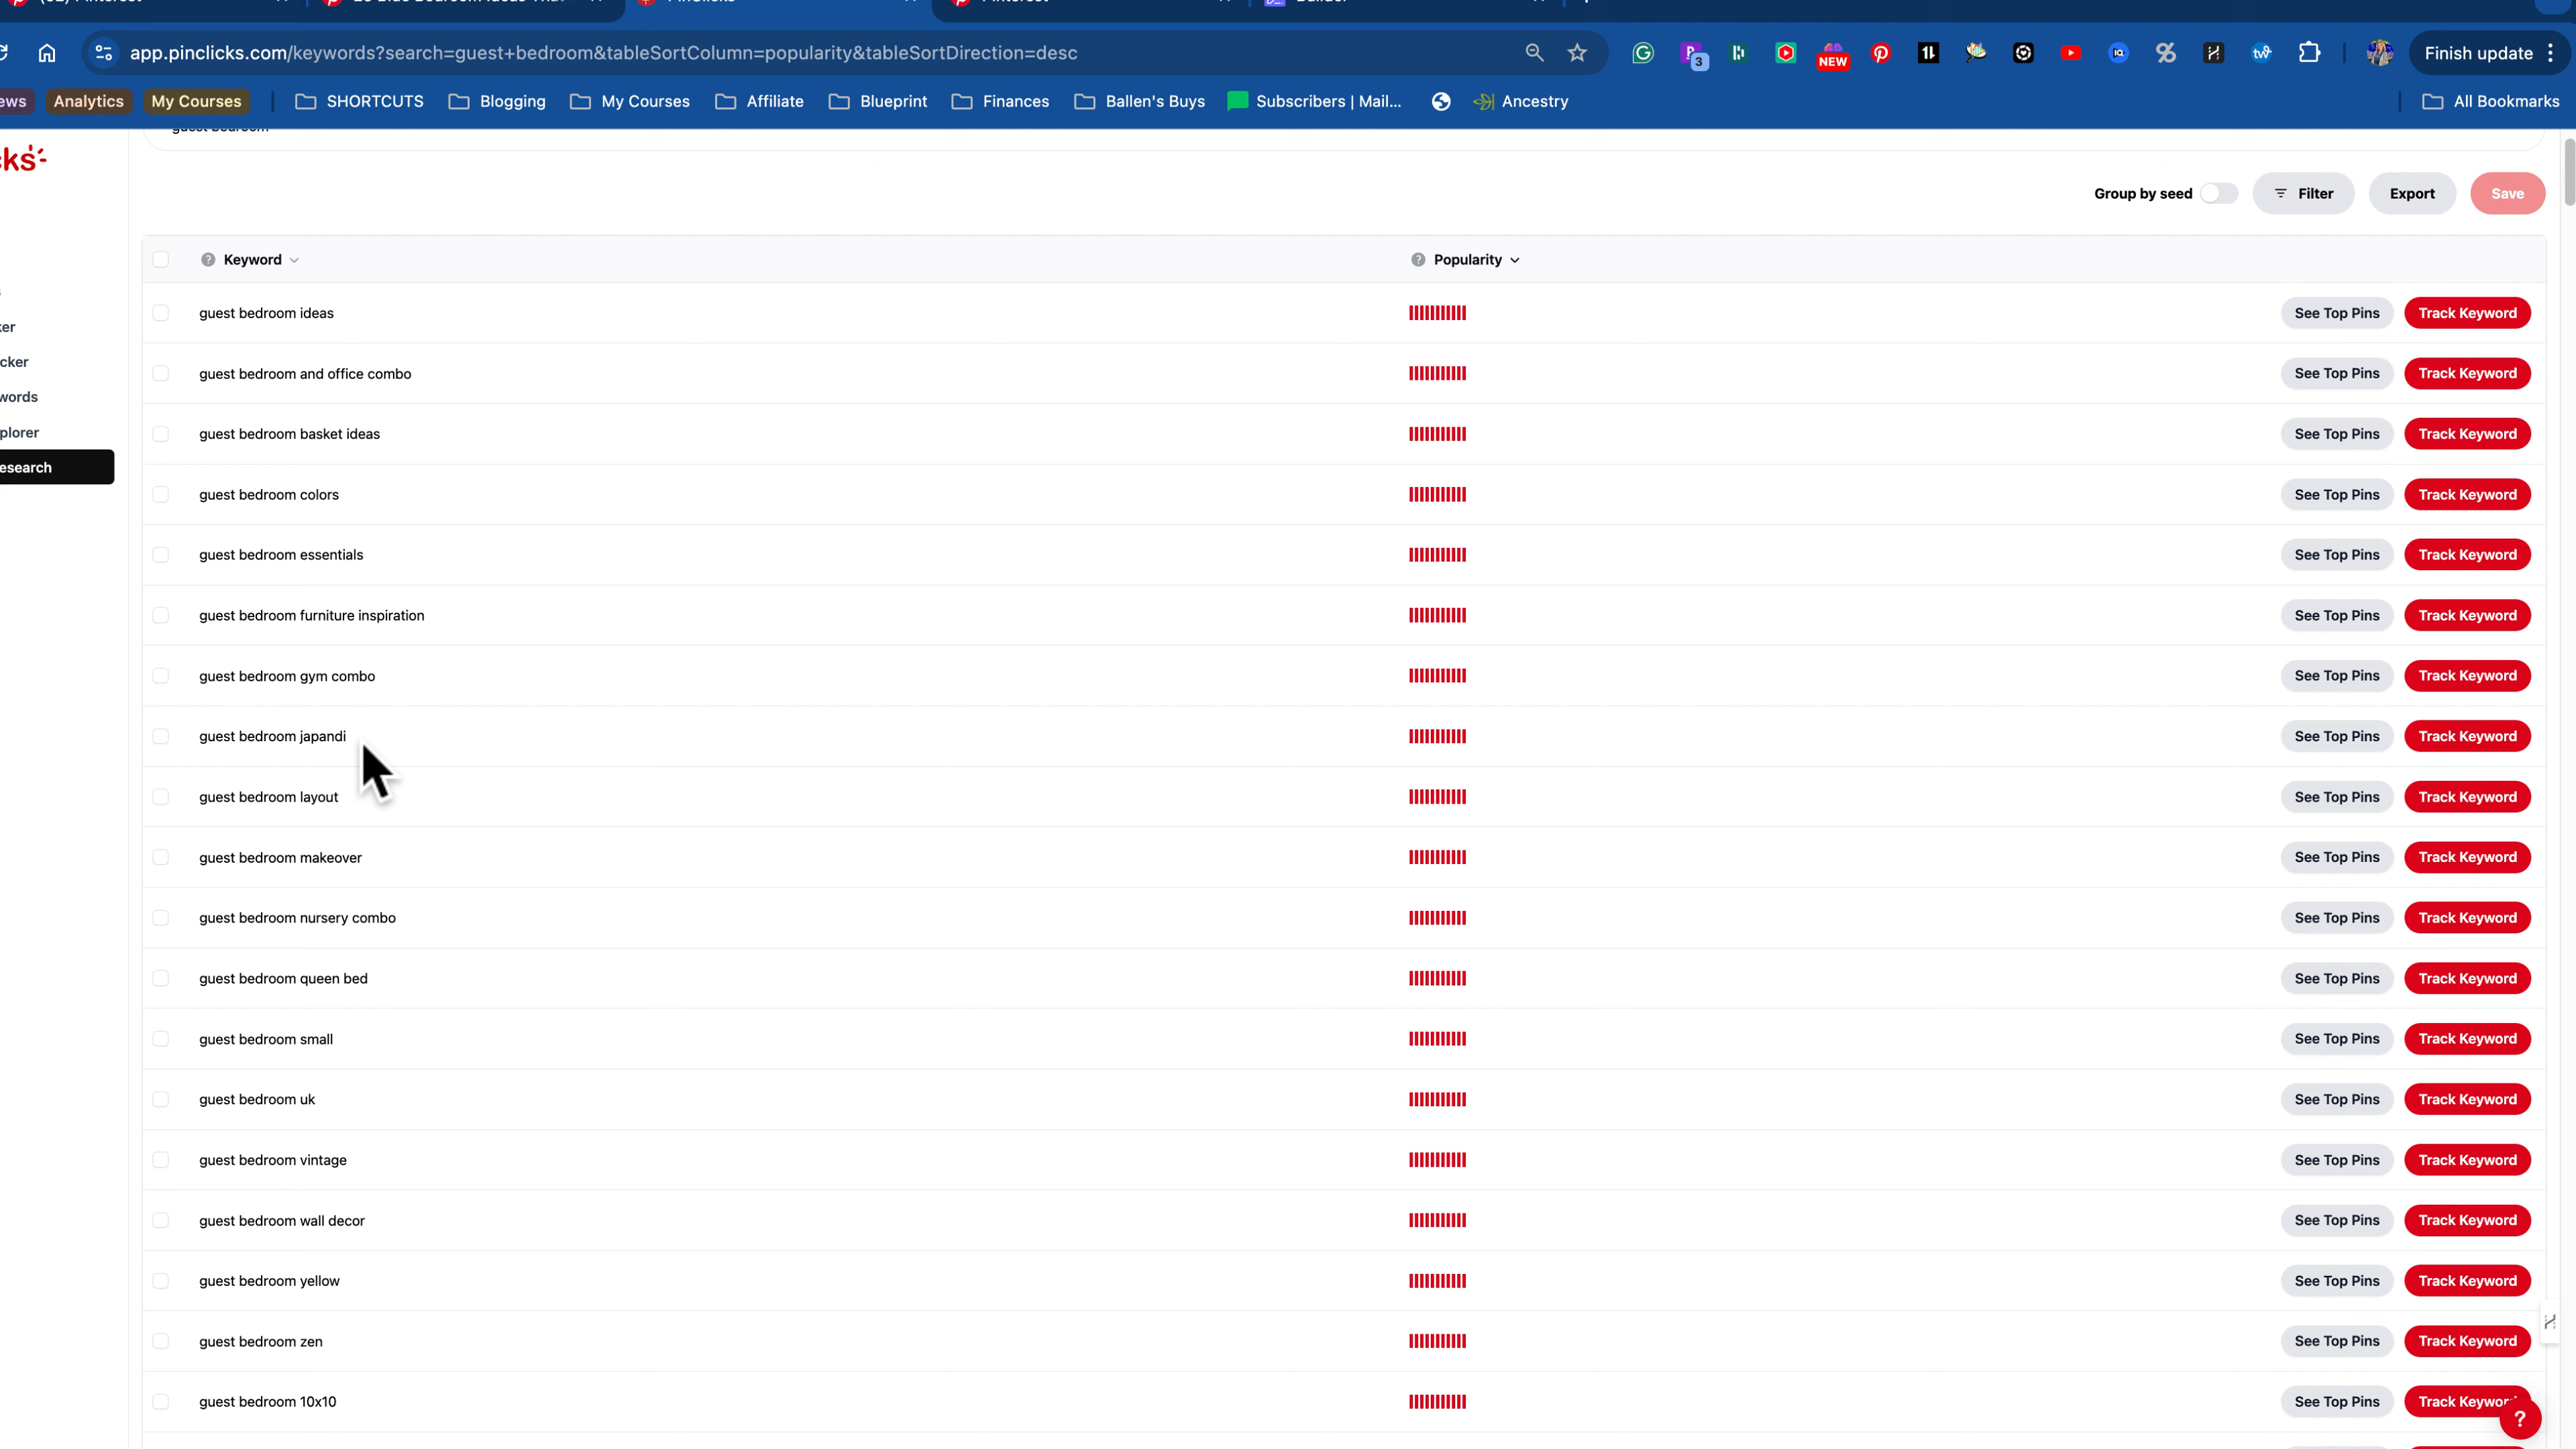 app.pinclicks.com/keywords?search=guest+bedroom&tableSortColumn=popularity&tableSortDirection=desc
3
NEW
Finish update
ews
Analytics
My Courses
SHORTCUTS
Blogging
My Courses
Affiliate
Blueprint
Finances
Ballen's Buys
Subscribers | Mail...
Ancestry
All Bookmarks
cks
guest bedroom
Group by seed
Filter
Export
Save
Keyword
Popularity
ker
cker
words
plorer
esearch
guest bedroom ideas See Top Pins Track Keyword
guest bedroom and office combo See Top Pins Track Keyword
guest bedroom basket ideas See Top Pins Track Keyword
guest bedroom colors See Top Pins Track Keyword
guest bedroom essentials See Top Pins Track Keyword
guest bedroom furniture inspiration See Top Pins Track Keyword
guest bedroom gym combo See Top Pins Track Keyword
guest bedroom japandi See Top Pins Track Keyword
guest bedroom layout See Top Pins Track Keyword
guest bedroom makeover See Top Pins Track Keyword
guest bedroom nursery combo See Top Pins Track Keyword
guest bedroom queen bed See Top Pins Track Keyword
guest bedroom small See Top Pins Track Keyword
guest bedroom uk See Top Pins Track Keyword
guest bedroom vintage See Top Pins Track Keyword
guest bedroom wall decor See Top Pins Track Keyword
guest bedroom yellow See Top Pins Track Keyword
guest bedroom zen See Top Pins Track Keyword
guest bedroom 10x10 See Top Pins Track Keyword
?